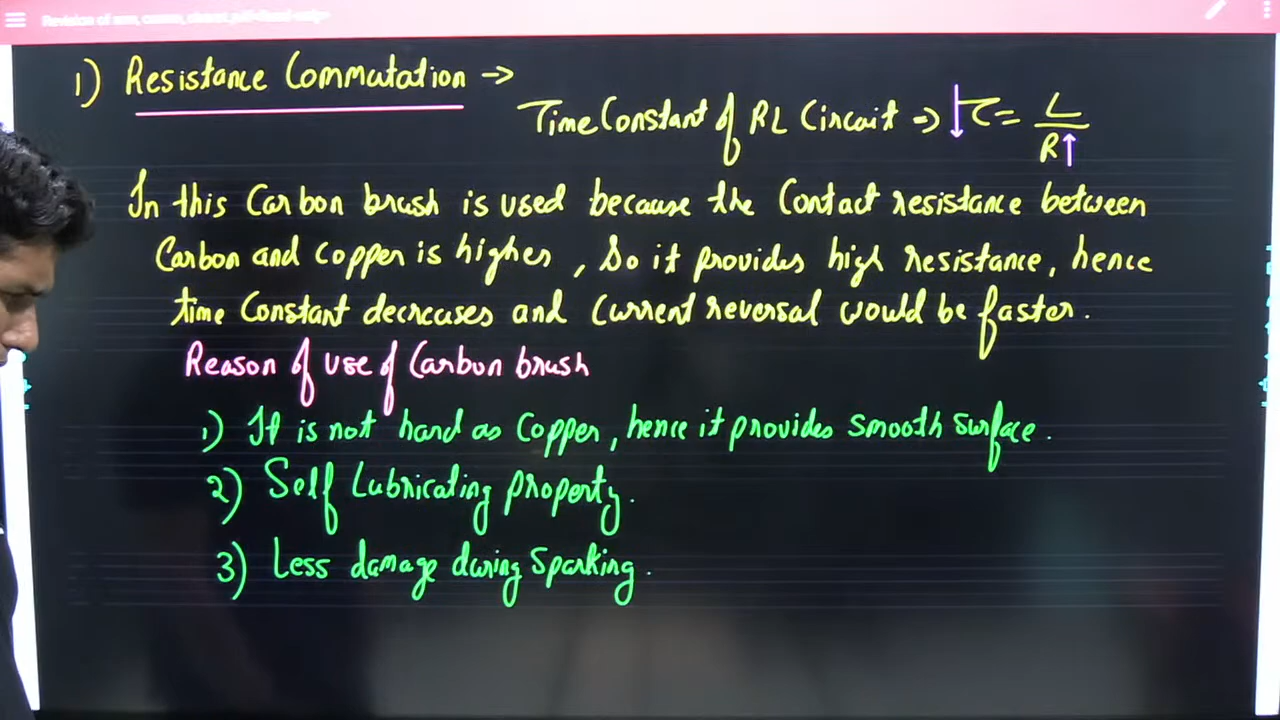 1) Resistance Commutation →
Time Constant of RL Circuit ⇒ ↓τ = L / R↑
In this Carbon brush is used because the Contact resistance between
Carbon and copper is higher, so it provides high resistance, hence
time Constant decreases and Current reversal would be faster.
Reason of use of Carbon brush
1) It is not hard as Copper, hence it provides smooth surface.
2) Self Lubricating property.
3) Less damage during sparking.